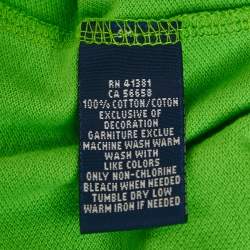 RN 41381
CA 56658
100% COTTON/COTON
EXCLUSIVE OF
DECORATION
GARNITURE EXCLUE
MACHINE WASH WARM
WASH WITH
LIKE COLORS
ONLY NON-CHLORINE
BLEACH WHEN NEEDED
TUMBLE DRY LOW
WARM IRON IF NEEDED